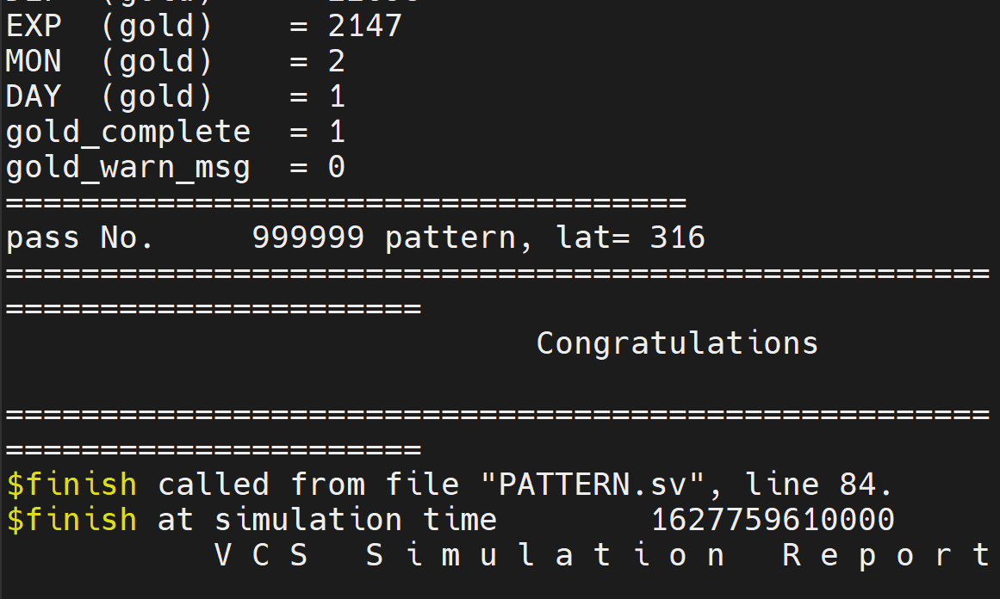 EXP  (gold)    = 2147
MON  (gold)    = 2
DAY  (gold)    = 1
gold_complete  = 1
gold_warn_msg  = 0
====================================
pass No.     999999 pattern, lat= 316
====================================================
======================
Congratulations
====================================================
======================
$finish called from file "PATTERN.sv", line 84.
$finish at simulation time        1627759610000
V C S   S i m u l a t i o n   R e p o r t